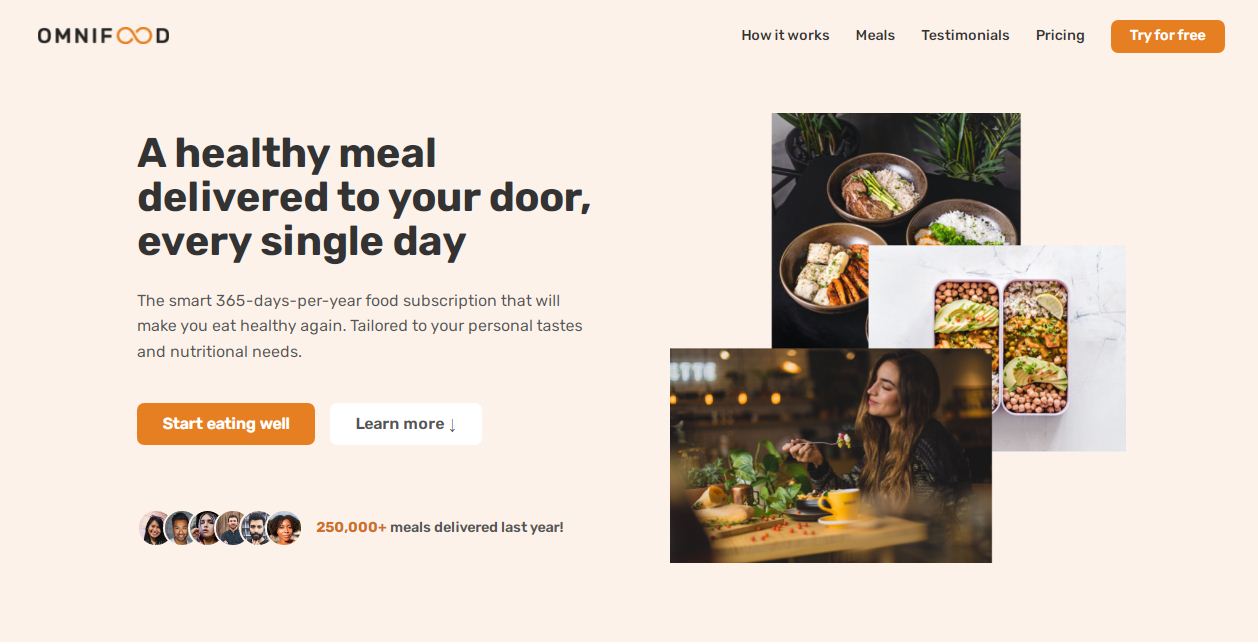 OMNIFOOD
How it works Meals Testimonials Pricing Try for free
A healthy meal
delivered to your door,
every single day
The smart 365-days-per-year food subscription that will
make you eat healthy again. Tailored to your personal tastes
and nutritional needs.
Start eating well Learn more ↓
250,000+ meals delivered last year!